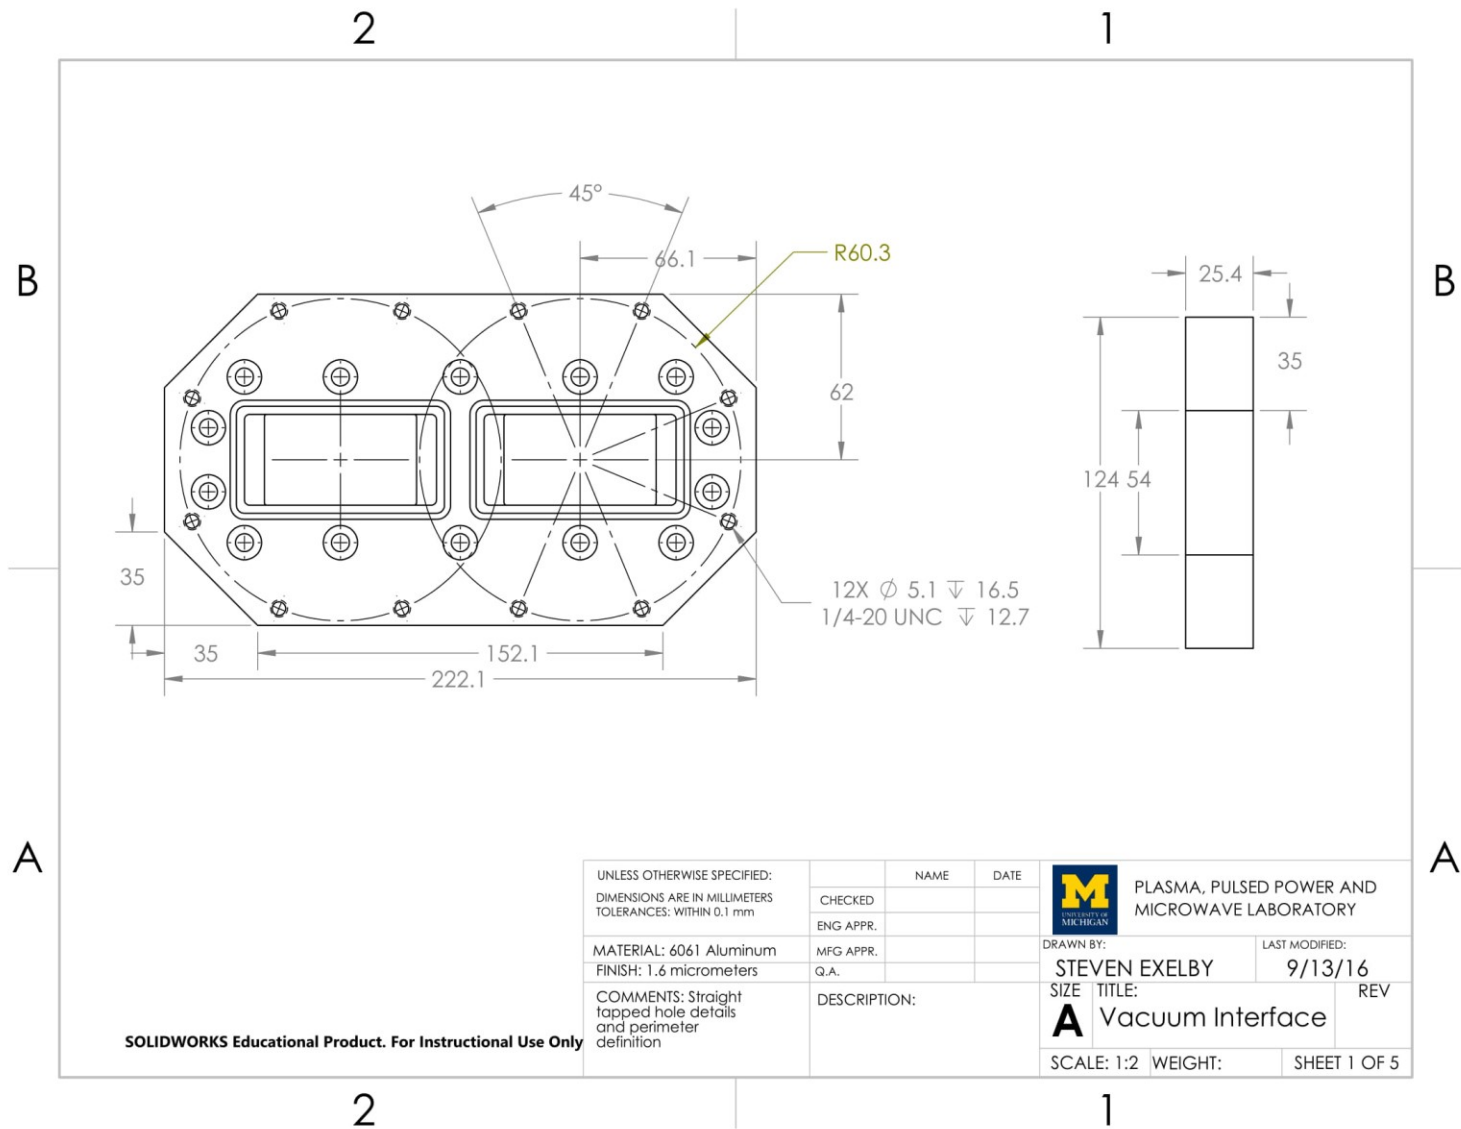 2
1
B
B
45°
66.1
R60.3
62
35
35
152.1
222.1
12X ∅ 5.1 ↧ 16.5
1/4-20 UNC ↧ 12.7
25.4
35
124
54
A
A
UNLESS OTHERWISE SPECIFIED:
DIMENSIONS ARE IN MILLIMETERS
TOLERANCES: WITHIN 0.1 mm
MATERIAL: 6061 Aluminum
FINISH: 1.6 micrometers
COMMENTS: Straight
tapped hole details
and perimeter
definition
NAME
DATE
CHECKED
ENG APPR.
MFG APPR.
Q.A.
DESCRIPTION:
M
UNIVERSITY OF
MICHIGAN
PLASMA, PULSED POWER AND
MICROWAVE LABORATORY
DRAWN BY:
STEVEN EXELBY
LAST MODIFIED:
9/13/16
SIZE
A
TITLE:
Vacuum Interface
REV
SCALE: 1:2
WEIGHT:
SHEET 1 OF 5
SOLIDWORKS Educational Product. For Instructional Use Only
2
1